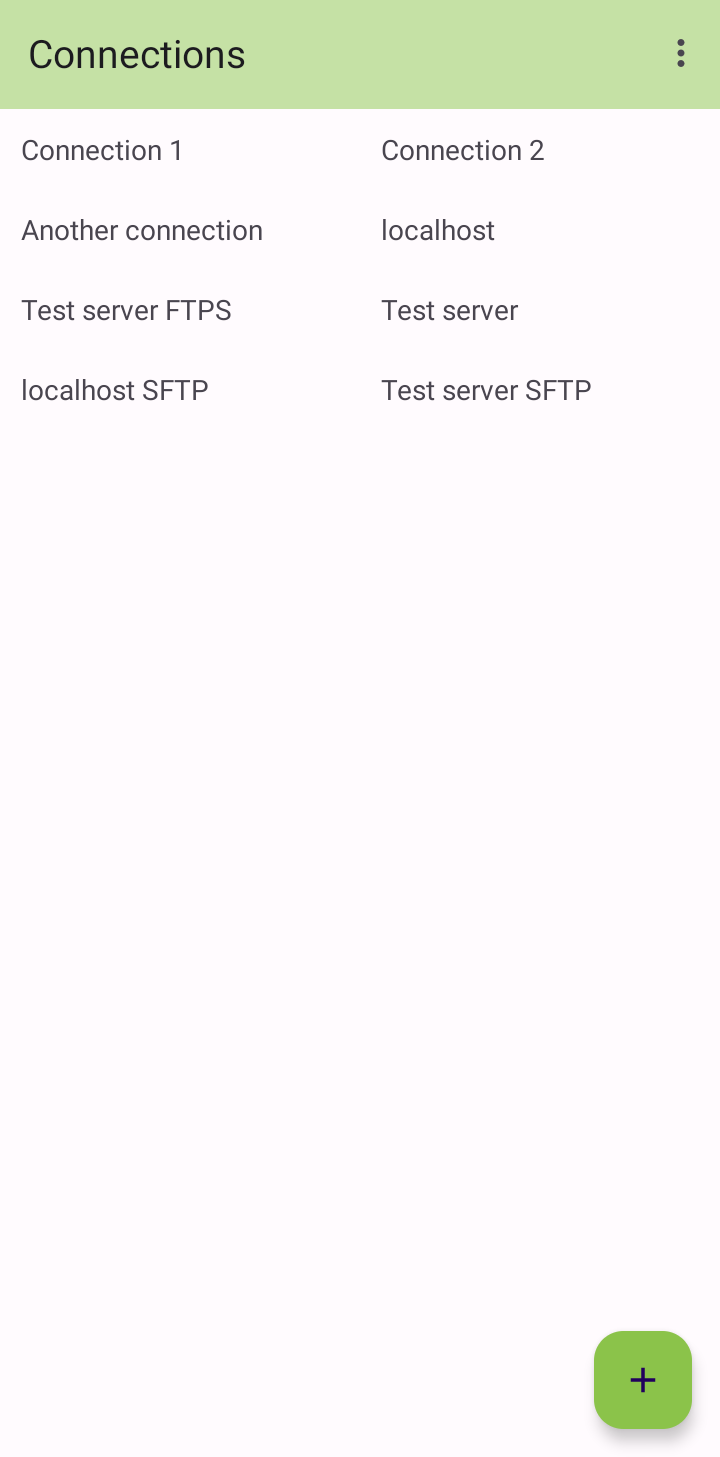 Connections
Connection 1
Connection 2
Another connection
localhost
Test server FTPS
Test server
localhost SFTP
Test server SFTP